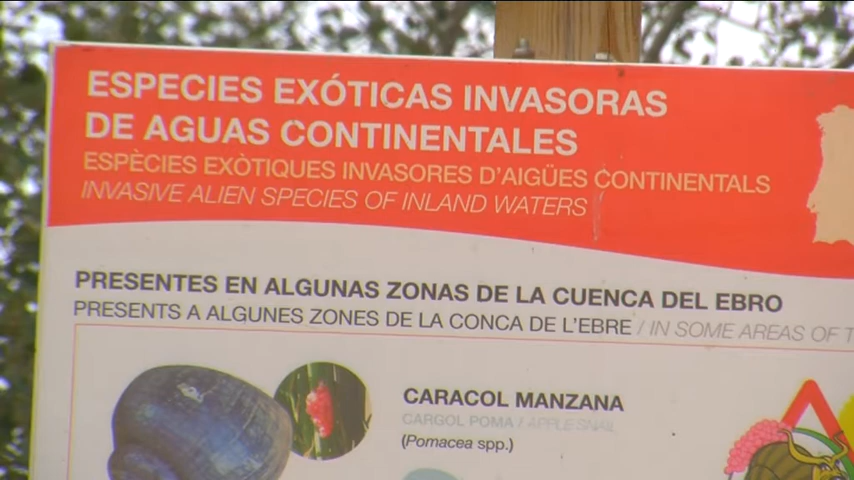 ESPECIES EXÓTICAS INVASORAS
DE AGUAS CONTINENTALES
ESPÈCIES EXÒTIQUES INVASORES D'AIGÜES CONTINENTALS
INVASIVE ALIEN SPECIES OF INLAND WATERS
PRESENTES EN ALGUNAS ZONAS DE LA CUENCA DEL EBRO
PRESENTS A ALGUNES ZONES DE LA CONCA DE L'EBRE / IN SOME AREAS OF T
CARACOL MANZANA
CARGOL POMA / APPLE SNAIL
(Pomacea spp.)